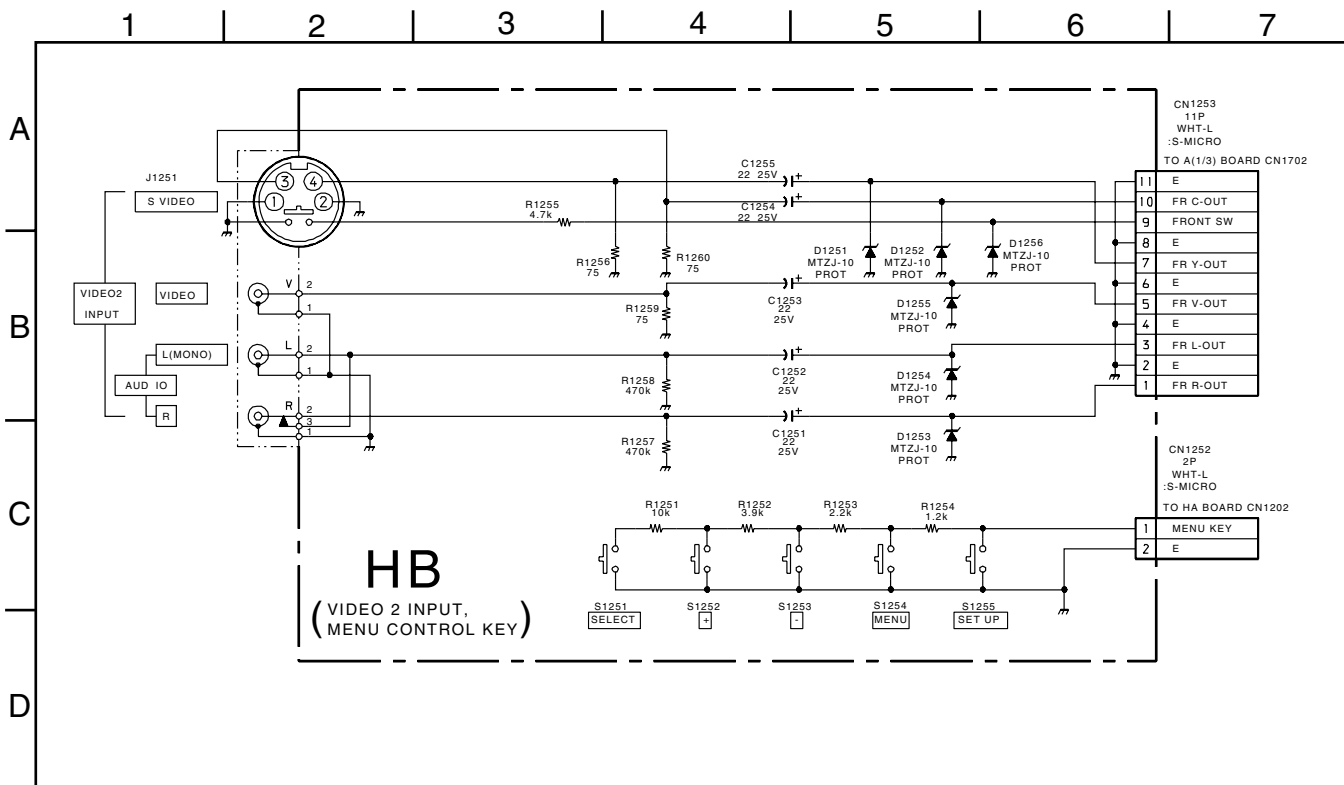 1 2 3 4 5 6 7
A
B
C
D
J1251
S VIDEO
VIDEO2
INPUT
VIDEO
L(MONO)
AUD IO
R
3 4
1 2
V 2
1
L 2
1
R 2
3
1
R1255
4.7k
C1255
22 25V
C1254
22 25V
R1256
75
R1260
75
D1251
MTZJ-10
PROT
D1252
MTZJ-10
PROT
D1256
MTZJ-10
PROT
R1259
75
C1253
22
25V
D1255
MTZJ-10
PROT
R1258
470k
C1252
22
25V
D1254
MTZJ-10
PROT
R1257
470k
C1251
22
25V
D1253
MTZJ-10
PROT
CN1253
11P
WHT-L
:S-MICRO
TO A(1/3) BOARD CN1702
11 E
10 FR C-OUT
9 FRONT SW
8 E
7 FR Y-OUT
6 E
5 FR V-OUT
4 E
3 FR L-OUT
2 E
1 FR R-OUT
CN1252
2P
WHT-L
:S-MICRO
TO HA BOARD CN1202
1 MENU KEY
2 E
R1251
10k
R1252
3.9k
R1253
2.2k
R1254
1.2k
S1251
SELECT
S1252
+
S1253
-
S1254
MENU
S1255
SET UP
HB
(VIDEO 2 INPUT,
MENU CONTROL KEY)